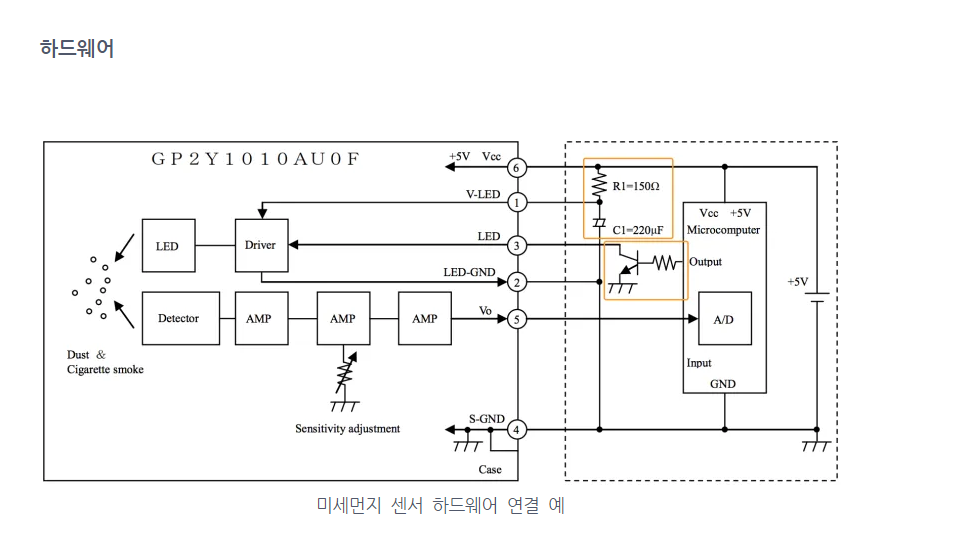 하드웨어
GP2Y1010AU0F
+5V Vcc
6
V-LED
1
R1=150Ω
C1=220μF
Vcc +5V
Microcomputer
LED
Driver
LED
3
Output
LED-GND
2
+5V
Detector
AMP
AMP
AMP
Vo
5
A/D
Dust &
Cigarette smoke
Input
GND
Sensitivity adjustment
S-GND
4
Case
미세먼지 센서 하드웨어 연결 예